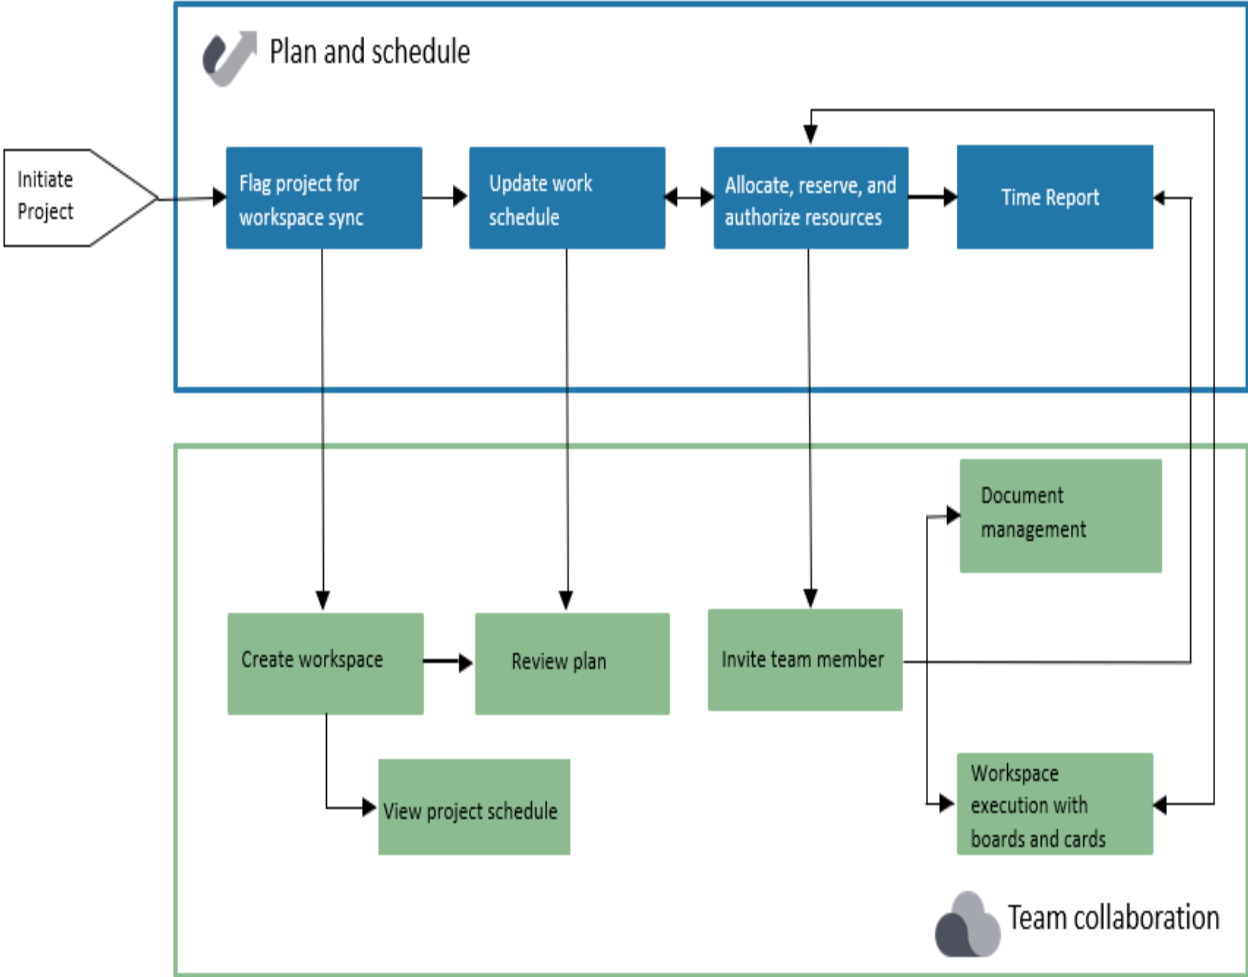 Plan and schedule
Initiate
Project
Flag project for
workspace sync
Update work
schedule
Allocate, reserve, and
authorize resources
Time Report
Document
management
Create workspace
Review plan
Invite team member
View project schedule
Workspace
execution with
boards and cards
Team collaboration